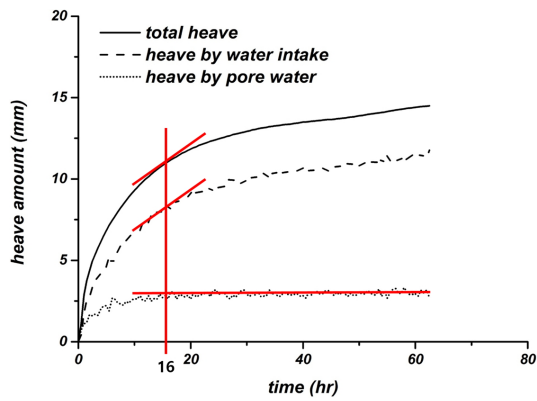 20
total heave
heave by water intake
heave by pore water
15
10
5
0
heave amount (mm)
0
16
20
40
60
80
time (hr)